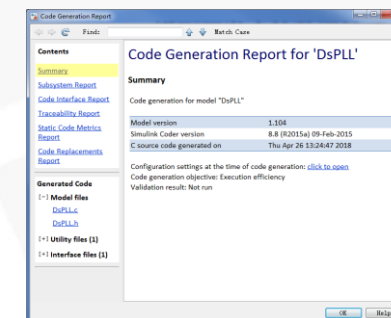 Code Generation Report
Find:
Match Case
Contents
Summary
Subsystem Report
Code Interface Report
Traceability Report
Static Code Metrics
Report
Code Replacements
Report
Generated Code
[-] Model files
DsPLL.c
DsPLL.h
[+] Utility files (1)
[+] Interface files (1)
Code Generation
Report for 'DsPLL'
Summary
Code generation for model "DsPLL"
Model version 1.104
Simulink Coder version 8.8 (R2015a) 09-Feb-2015
C source code generated on Thu Apr 26 13:24:47 2018
Configuration settings at the time of code generation: click to open
Code generation objective: Execution efficiency
Validation result: Not run
OK
Help